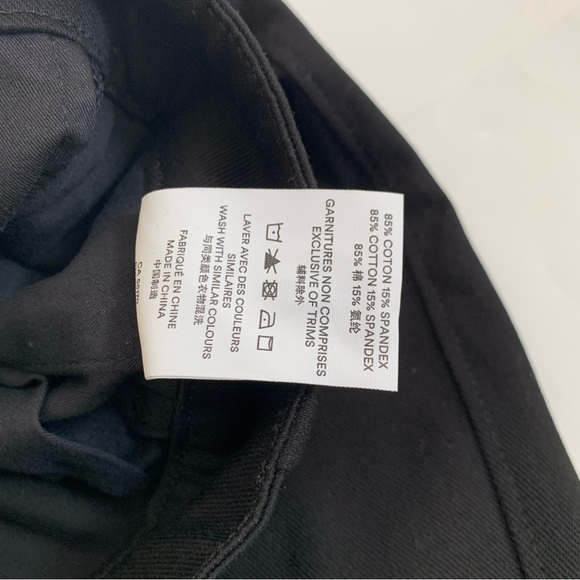 85% COTON 15% SPANDEX
85% COTTON 15% SPANDEX
85% 棉 15% 氨纶
GARNITURES NON COMPRISES
EXCLUSIVE OF TRIMS
辅料除外
LAVER AVEC DES COULEURS
SIMILAIRES
WASH WITH SIMILAR COLOURS
与同类颜色衣物混洗
FABRIQUÉ EN CHINE
MADE IN CHINA
中国制造